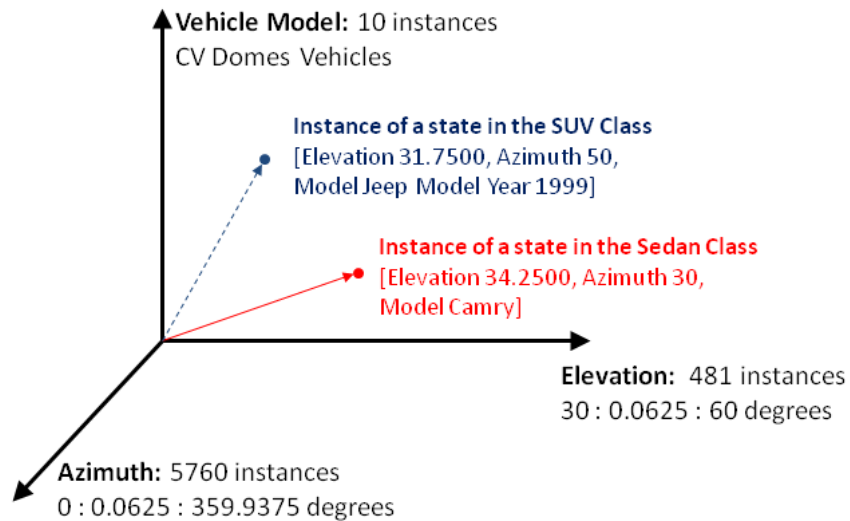 Vehicle Model: 10 instances
CV Domes Vehicles
Instance of a state in the SUV Class
[Elevation 31.7500, Azimuth 50,
Model Jeep Model Year 1999]
Instance of a state in the Sedan Class
[Elevation 34.2500, Azimuth 30,
Model Camry]
Elevation: 481 instances
30 : 0.0625 : 60 degrees
Azimuth: 5760 instances
0 : 0.0625 : 359.9375 degrees